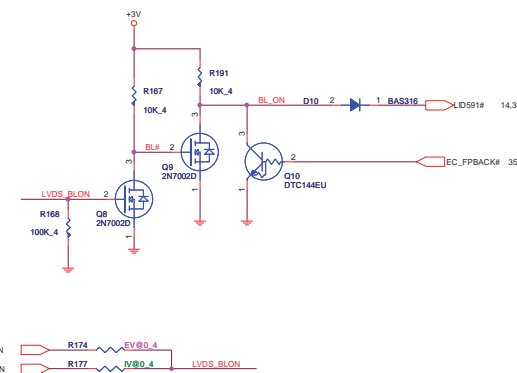 +3V
R167
10K_4
R191
10K_4
BL_ON
D10
2
1
BAS316
LID591#
14,3
3
BL#
2
Q9
2N7002D
1
3
2
Q10
DTC144EU
1
EC_FPBACK#
35
3
LVDS_BLON
2
Q8
2N7002D
1
R168
100K_4
N
R174
EV@0_4
ON
R177
IV@0_4
LVDS_BLON